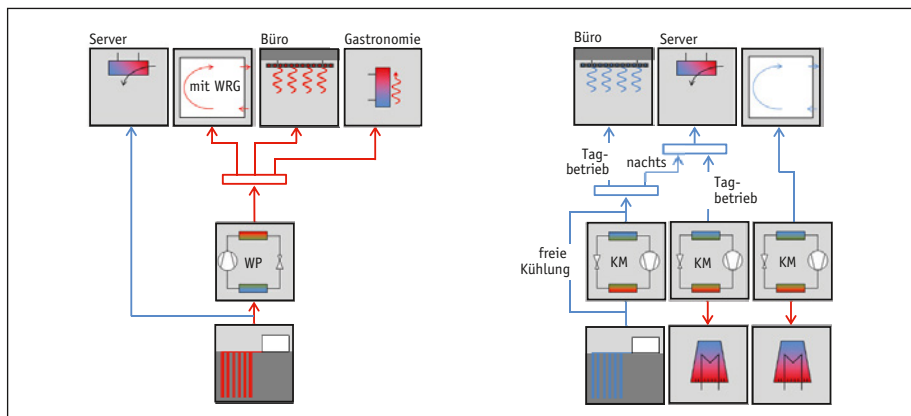 Server
Büro
Gastronomie
mit WRG
WP
Büro
Server
Tag-
betrieb
nachts
Tag-
betrieb
freie
Kühlung
KM
KM
KM